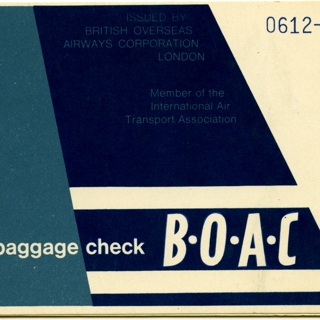 ISSUED BY
BRITISH OVERSEAS
AIRWAYS CORPORATION
LONDON
0612-
Member of the
International Air
Transport Association
baggage check B·O·A·C